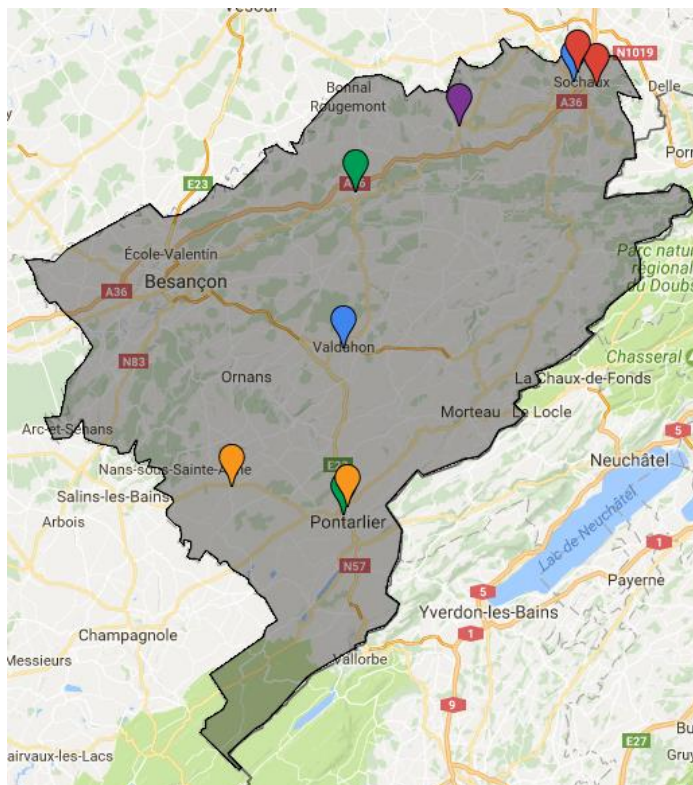 Vesoul
N1019
Bonnal
Rougemont
Sochaux
Delle
A36
E23
École-Valentin
Besançon
A36
Parc natu
régional
du Doubs
N83
Valdahon
Chasseral
Ornans
La Chaux-de-Fonds
Morteau
Le Locle
Arc-et-Senans
5
Nans-sous-Sainte-Anne
Neuchâtel
Salins-les-Bains
Arbois
Pontarlier
Lac de Neuchâtel
1
N57
Payerne
5
Yverdon-les-Bains
1
Champagnole
Messieurs
Vallorbe
9
Bu
E27
Gruy
airvaux-les-Lacs